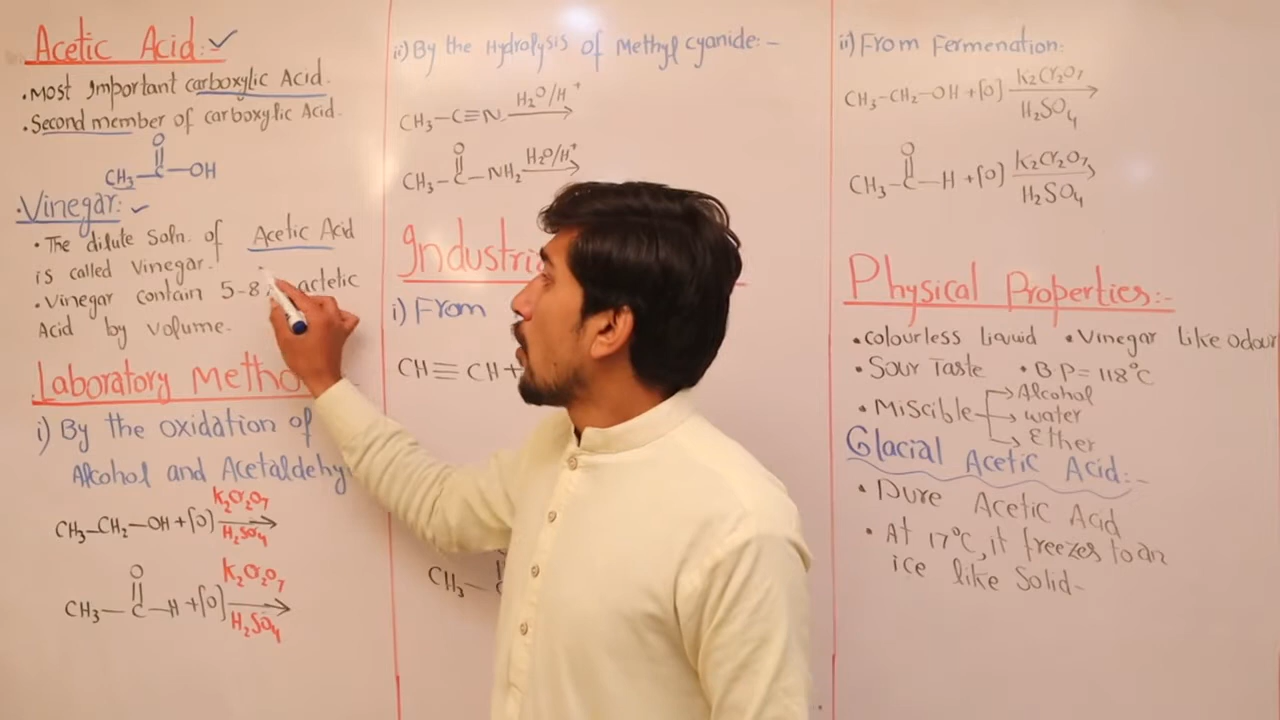 Acetic Acid:-
• Most Important carboxylic Acid.
• Second member of carboxylic Acid.
O
CH3-C-OH
Vinegar:-
• The dilute Soln. of Acetic Acid
is called Vinegar.
• Vinegar contain 5-8 actetic
Acid by volume.
Laboratory Metho
i) By the oxidation of
Alcohol and Acetaldehy
CH3-CH2-OH+[O] K2Cr2O7
H2SO4
O
CH3-C-H+[O] K2Cr2O7
H2SO4
ii) By the Hydrolysis of Methyl cyanide:-
CH3-C≡N H2O/H+
O
CH3-C-NH2 H2O/H+
Industri
i) From
CH≡CH+
CH3-
ii) From Fermenation:
CH3-CH2-OH+[O] K2Cr2O7
H2SO4
O
CH3-C-H+[O] K2Cr2O7
H2SO4
Physical Properties:-
• Colourless liquid • Vinegar like odour
• Sour Taste • B.P=118°C
• Miscible Alcohol
water
Ether
Glacial Acetic Acid:-
• Pure Acetic Acid
• At 17°C, it freezes to an
ice like Solid-